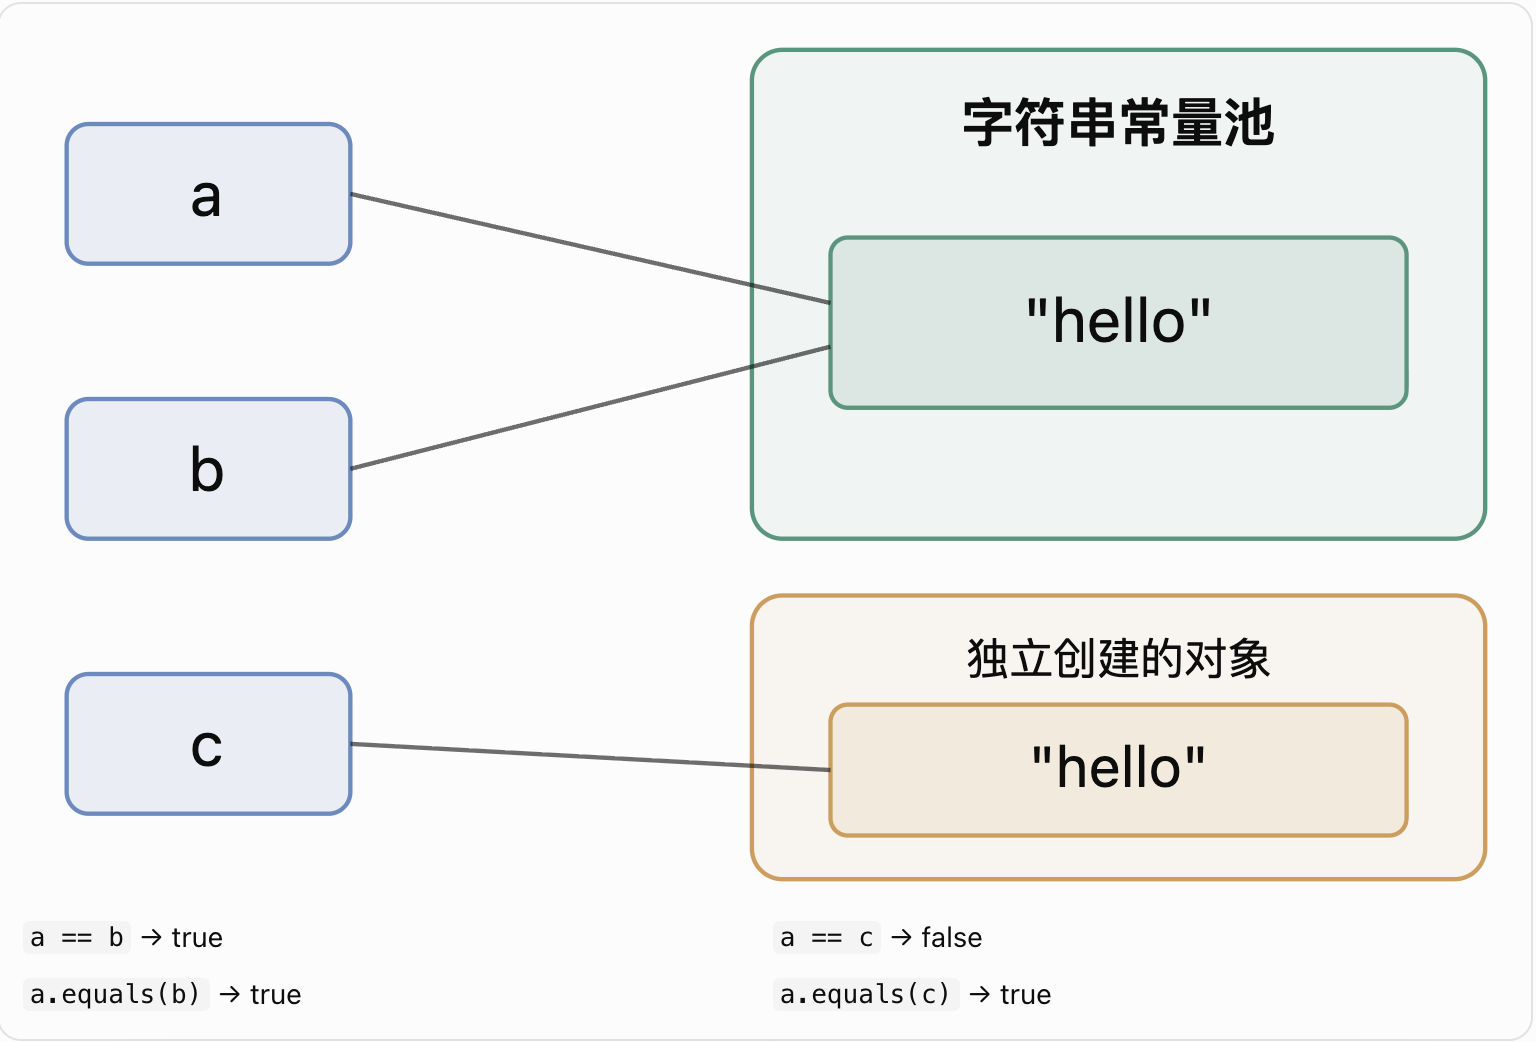 字符串常量池
a
"hello"
b
独立创建的对象
c
"hello"
a == b → true
a == c → false
a.equals(b) → true
a.equals(c) → true